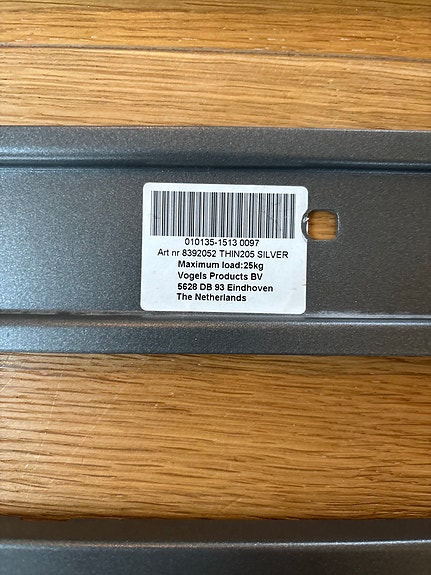 010135-1513 0097
Art nr 8392052 THIN205 SILVER
Maximum load:25kg
Vogels Products BV
5628 DB 93 Eindhoven
The Netherlands